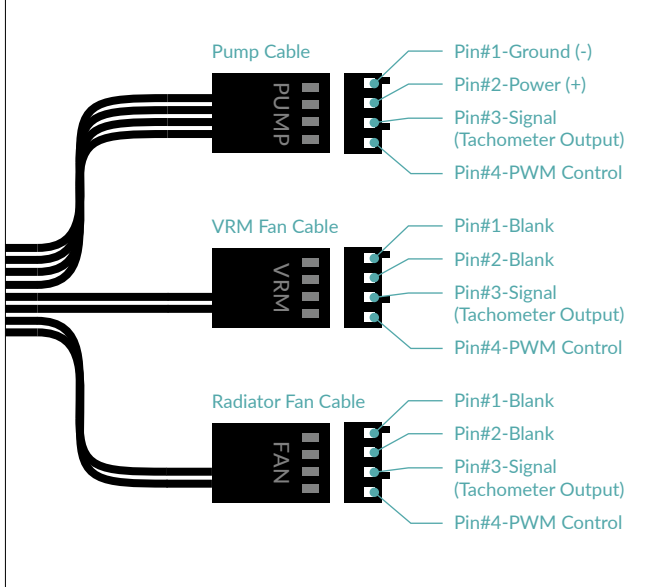 Pump Cable
PUMP
Pin#1-Ground (-)
Pin#2-Power (+)
Pin#3-Signal
(Tachometer Output)
Pin#4-PWM Control
VRM Fan Cable
VRM
Pin#1-Blank
Pin#2-Blank
Pin#3-Signal
(Tachometer Output)
Pin#4-PWM Control
Radiator Fan Cable
FAN
Pin#1-Blank
Pin#2-Blank
Pin#3-Signal
(Tachometer Output)
Pin#4-PWM Control